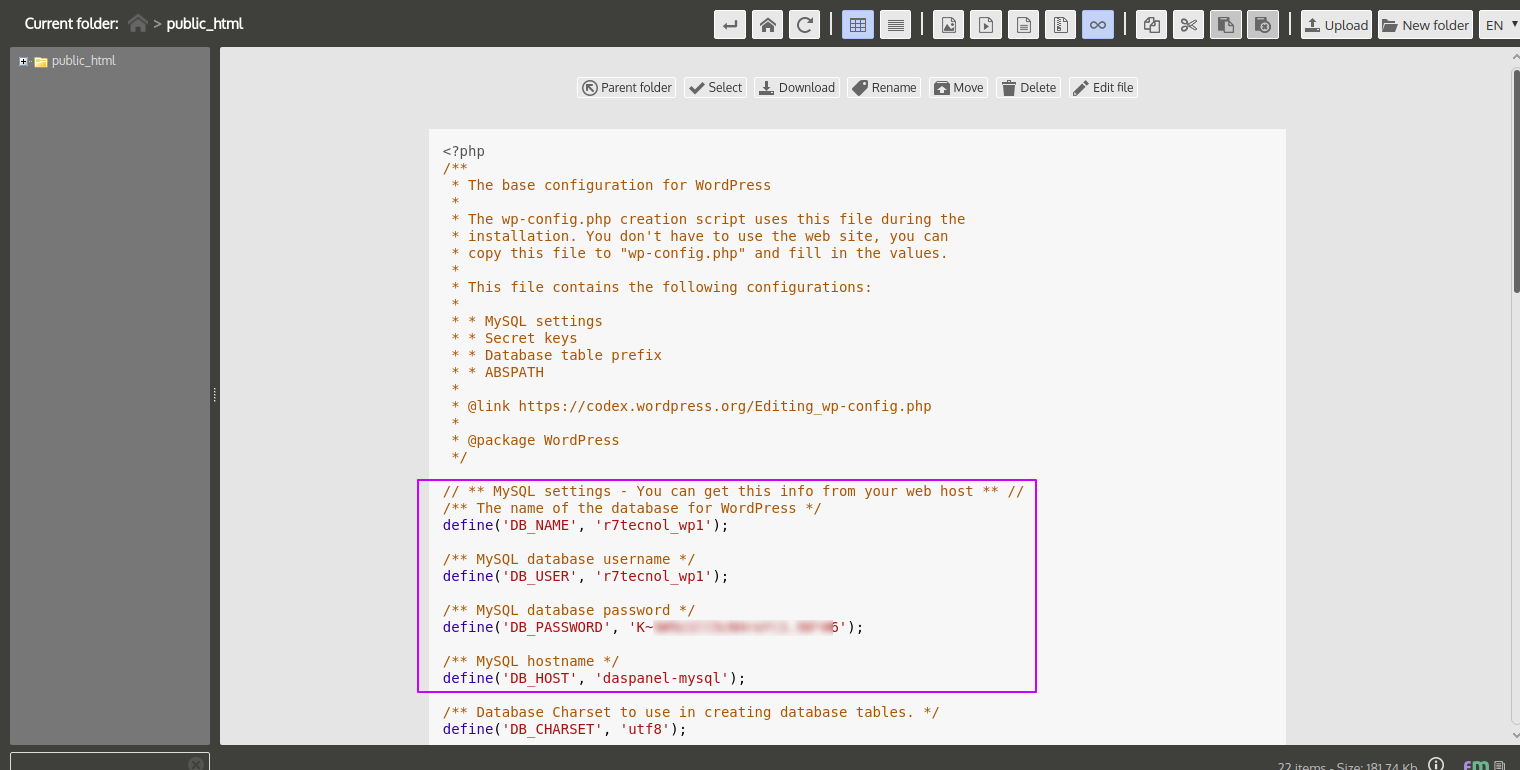 Current folder: > public_html
Upload New folder EN
public_html
Parent folder Select Download Rename Move Delete Edit file
<?php
/**
* The base configuration for WordPress
*
* The wp-config.php creation script uses this file during the
* installation. You don't have to use the web site, you can
* copy this file to "wp-config.php" and fill in the values.
*
* This file contains the following configurations:
*
* * MySQL settings
* * Secret keys
* * Database table prefix
* * ABSPATH
*
* @link https://codex.wordpress.org/Editing_wp-config.php
*
* @package WordPress
*/
// ** MySQL settings - You can get this info from your web host ** //
/** The name of the database for WordPress */
define('DB_NAME', 'r7tecnol_wp1');
/** MySQL database username */
define('DB_USER', 'r7tecnol_wp1');
/** MySQL database password */
define('DB_PASSWORD', 'K~ 6');
/** MySQL hostname */
define('DB_HOST', 'daspanel-mysql');
/** Database Charset to use in creating database tables. */
define('DB_CHARSET', 'utf8');
22 items - Size: 181.74 Kb fm